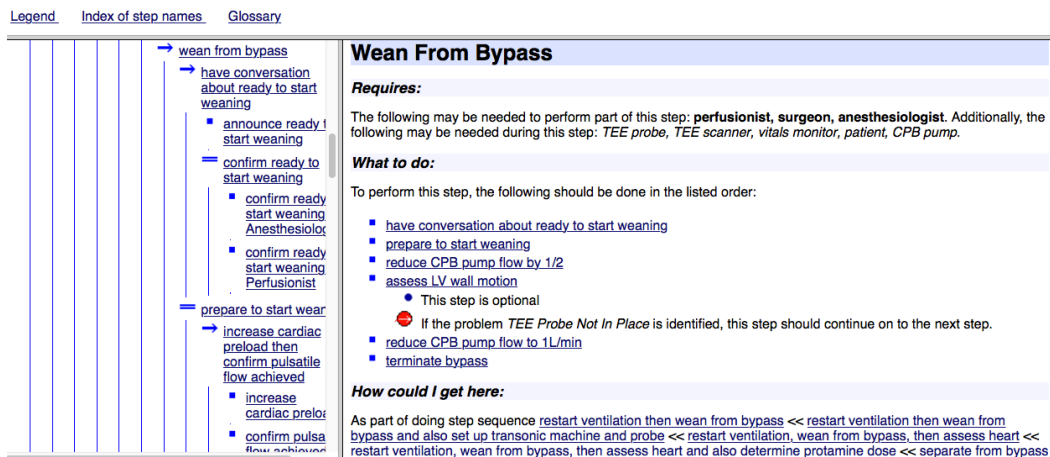 Legend Index of step names Glossary
wean from bypass
have conversation
about ready to start
weaning
announce ready
start weaning
confirm ready to
start weaning
confirm ready
start weaning
confirm ready
start weaning
Perfusionist
prepare to start
increase cardiac
preload then
confirm pulsatile
flow achieved
increase
cardiac
confirm
flow achieved
Wean From Bypass
Requires:
The following may be needed to perform part of this step: perfusionist, surgeon, anesthesiologist. Additionally, the
following may be needed during this step: TEE probe, TEE scanner, vitals monitor, patient, CPB pump.
What to do:
To perform this step, the following should be done in the listed order:
have conversation about ready to start weaning
prepare to start weaning
reduce CPB pump flow by 1/2
assess LV wall motion
This step is optional
If the problem TEE Probe Not In Place is identified, this step should continue on to the next step.
reduce CPB pump flow to 1L/min
terminate bypass
How could I get here:
As part of doing step sequence restart ventilation then wean from bypass << restart ventilation then wean from
bypass and also set up transonic machine and probe << restart ventilation, wean from bypass, then assess heart <<
restart ventilation, wean from bypass, then assess heart and also determine protamine dose << separate from bypass